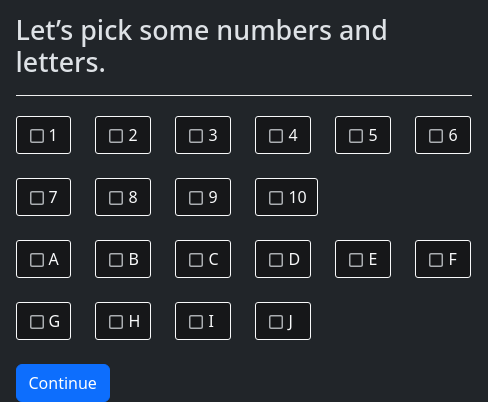 Let’s pick some numbers and
letters.
1 2 3 4 5 6
7 8 9 10
A B C D E F
G H I J
Continue